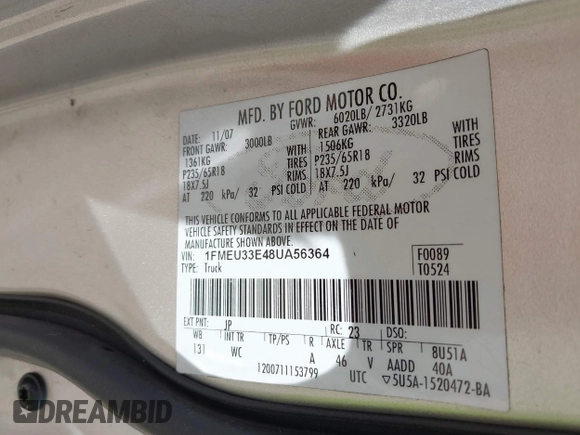 MFD. BY FORD MOTOR CO.
DATE: 11/07 GVWR: 6020LB/ 2731KG
FRONT GAWR: 3000LB REAR GAWR: 3320LB
1361KG WITH 1506KG WITH
P235/65R18 TIRES P235/65R18 TIRES
18X7.5J RIMS 18X7.5J RIMS
AT 220 kPa/ 32 PSI COLD AT 220 kPa/ 32 PSI COLD
THIS VEHICLE CONFORMS TO ALL APPLICABLE FEDERAL MOTOR
VEHICLE SAFETY STANDARDS IN EFFECT ON THE DATE OF
MANUFACTURE SHOWN ABOVE.
VIN: 1FMEU33E48UA56364 F0089
TYPE: Truck T0524
EXT PNT: JP RC: 23 DSO:
WB INT TR TP/PS R AXLE TR SPR 8U51A
131 WC A 46 V AADD 40A
1200711153799 UTC ▽5U5A-1520472-BA
DREAMBID